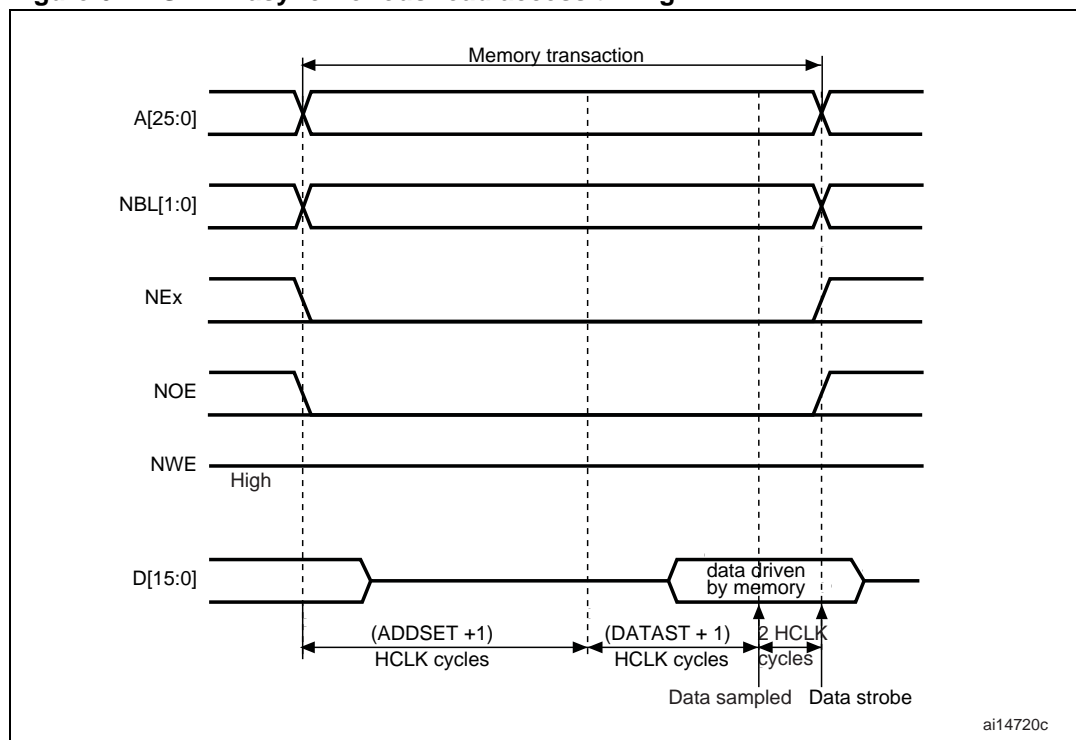 Memory transaction
A[25:0]
NBL[1:0]
NEx
NOE
NWE
High
D[15:0]
data driven
by memory
(ADDSET +1)
HCLK cycles
(DATAST + 1)
HCLK cycles
2 HCLK
cycles
Data sampled
Data strobe
ai14720c